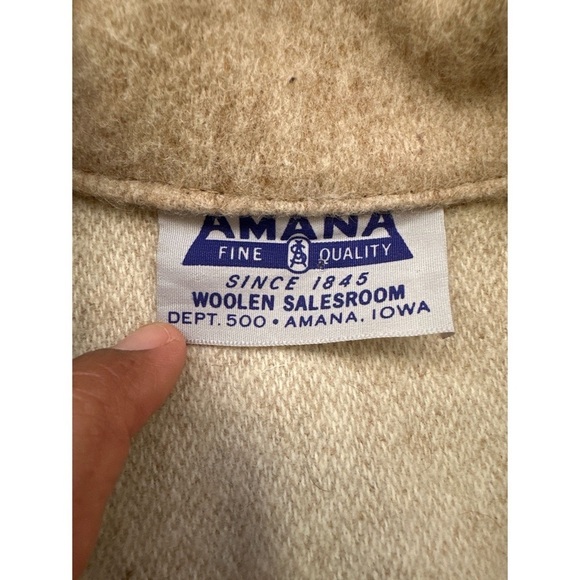 AMANA
FINE QUALITY
SINCE 1845
WOOLEN SALESROOM
DEPT. 500 • AMANA, IOWA